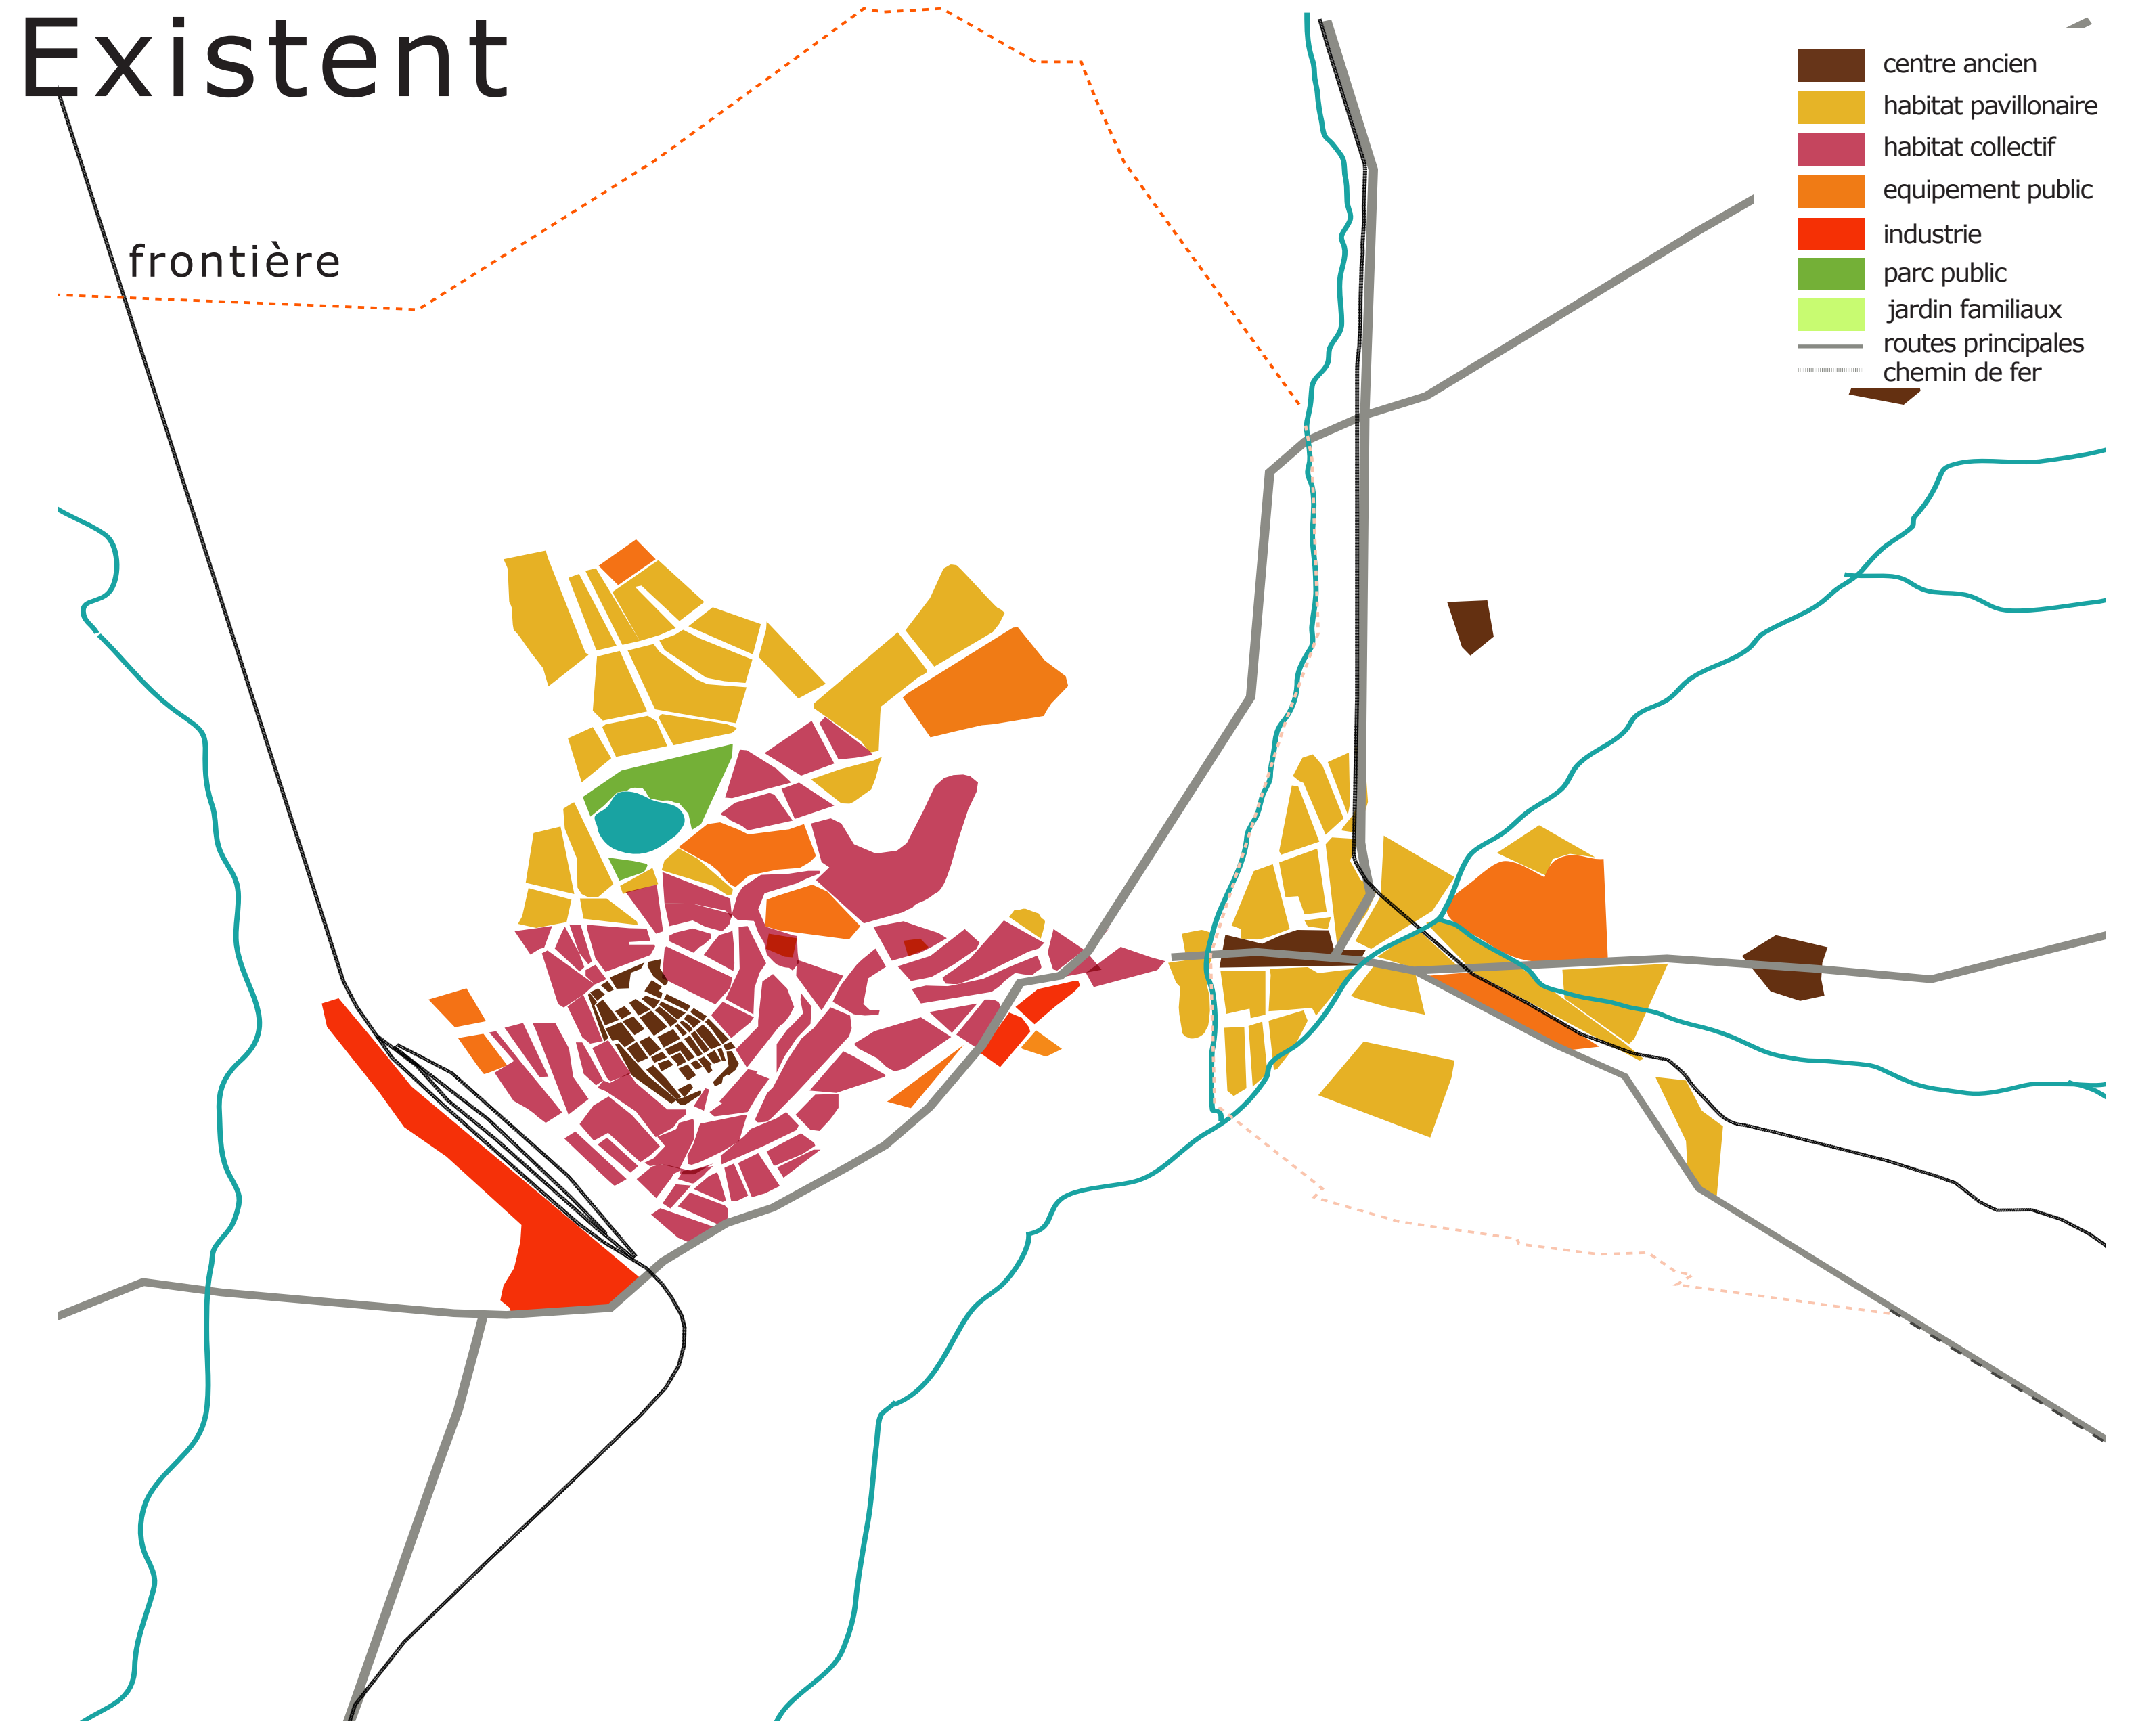 Existent
frontière
centre ancien
habitat pavillonaire
habitat collectif
equipement public
industrie
parc public
jardin familiaux
routes principales
chemin de fer